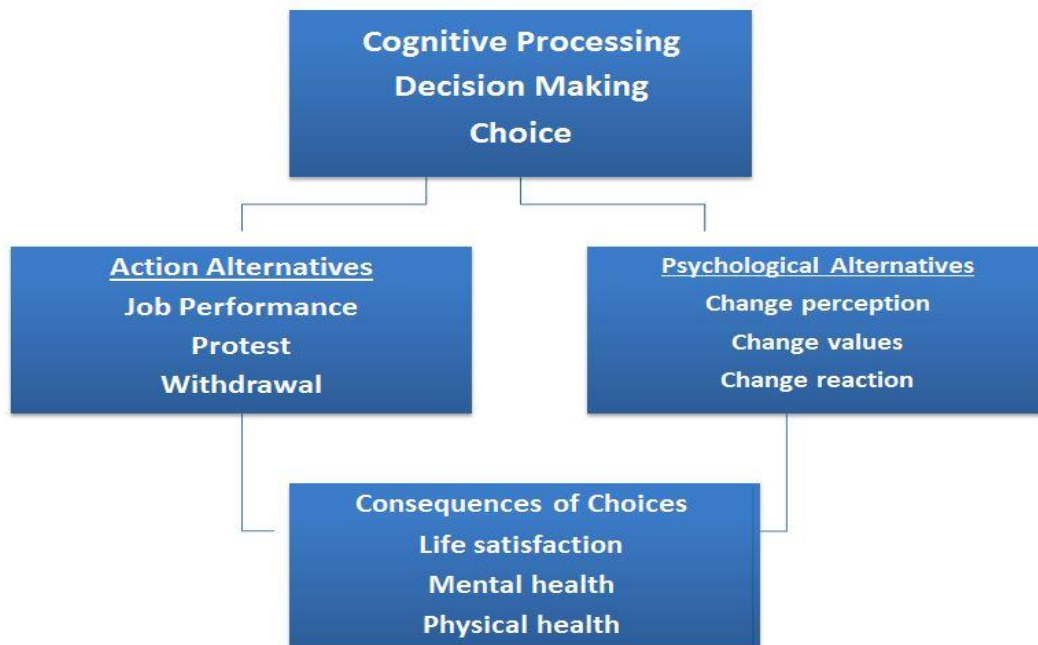 Cognitive Processing
Decision Making
Choice
Action Alternatives
Job Performance
Protest
Withdrawal
Psychological Alternatives
Change perception
Change values
Change reaction
Consequences of Choices
Life satisfaction
Mental health
Physical health